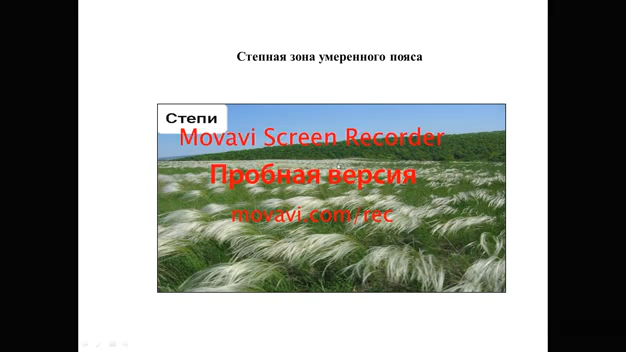 Степная зона умеренного пояса
Степи
Movavi Screen Recorder
Пробная версия
movavi.com/rec